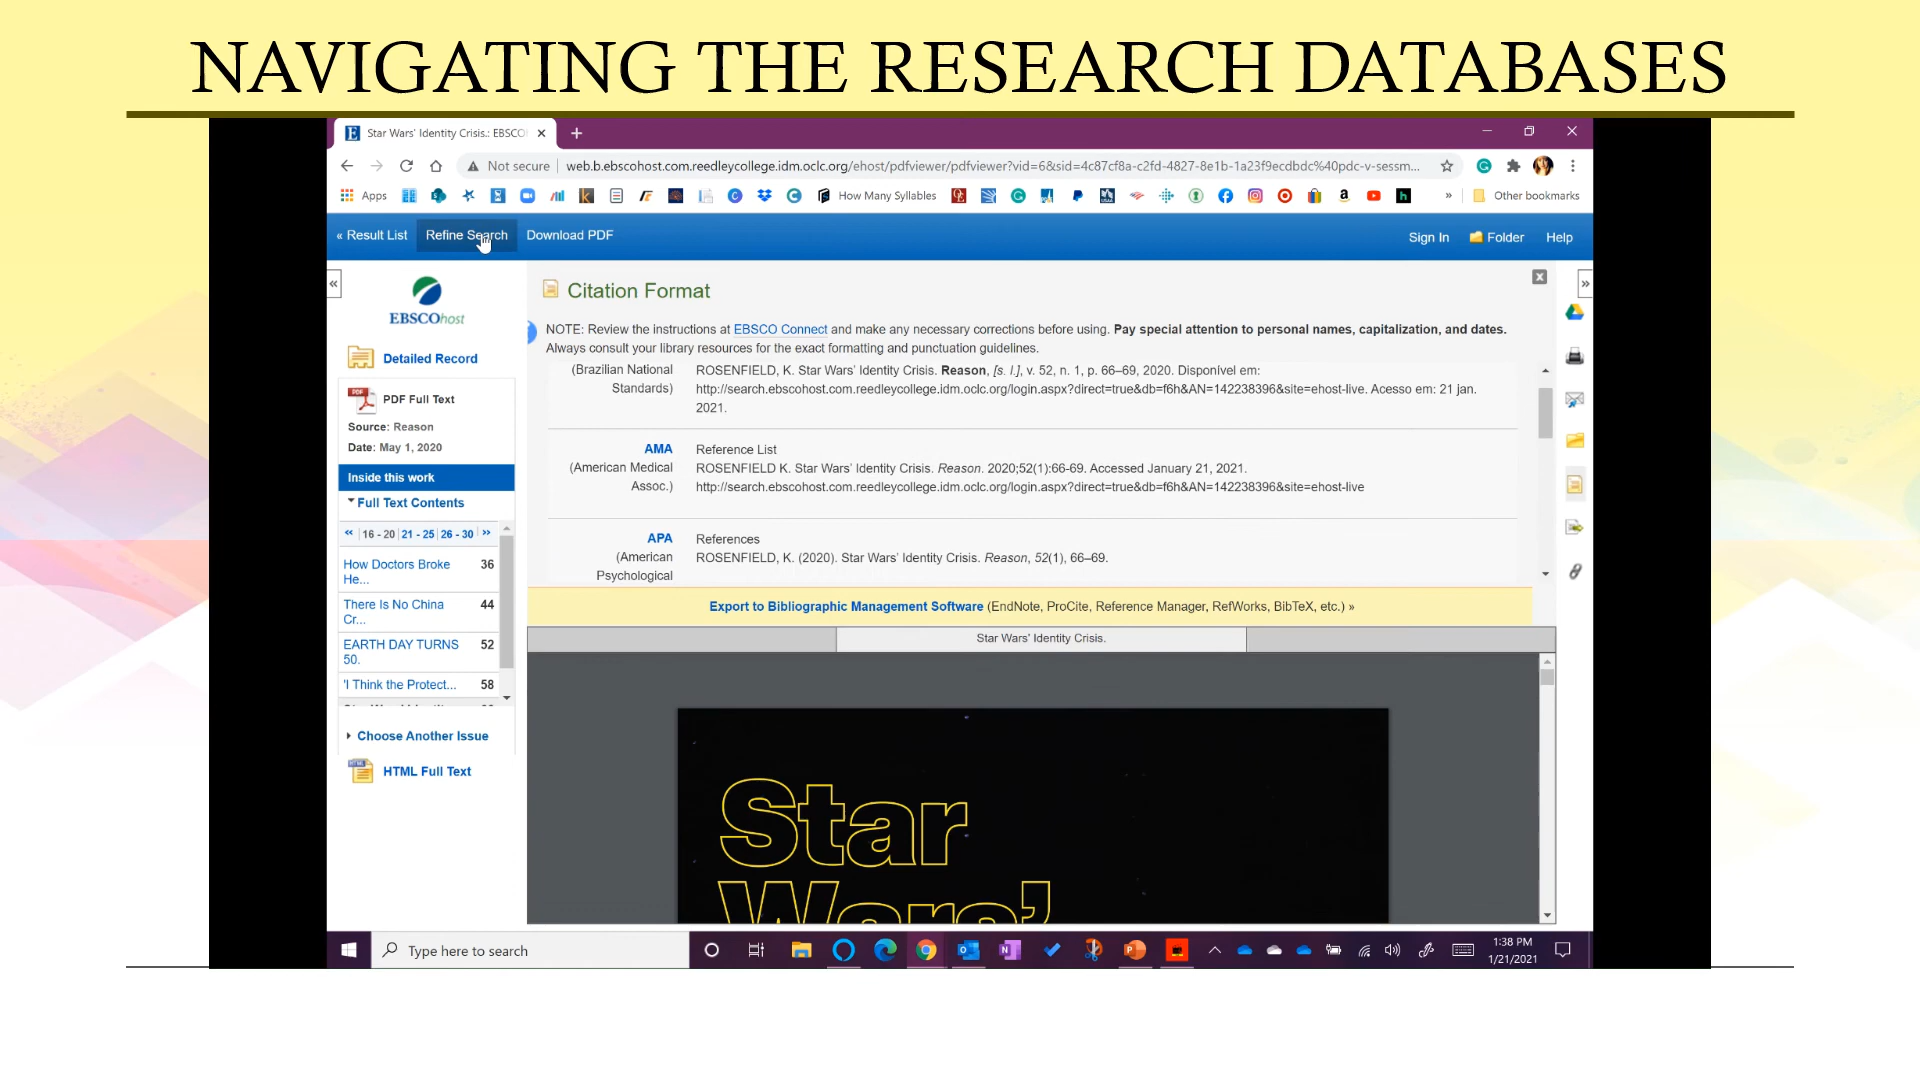 NAVIGATING THE RESEARCH DATABASES
Star Wars' Identity Crisis.: EBSCO
Not secure web.b.ebscohost.com.reedleycollege.idm.oclc.org/ehost/pdfviewer/pdfviewer?vid=6&sid=4c87cf8a-c2fd-4827-8e1b-1a23f9ecdbdc%40pdc-v-sessm...
Apps How Many Syllables » Other bookmarks
« Result List Refine Search Download PDF Sign In Folder Help
EBSCOhost
Detailed Record
PDF Full Text
Source: Reason
Date: May 1, 2020
Inside this work
Full Text Contents
« 16 - 20 21 - 25 26 - 30 »
How Doctors Broke He... 36
There Is No China Cr... 44
EARTH DAY TURNS 50. 52
'I Think the Protect... 58
Choose Another Issue
HTML Full Text
Citation Format
NOTE: Review the instructions at EBSCO Connect and make any necessary corrections before using. Pay special attention to personal names, capitalization, and dates.
Always consult your library resources for the exact formatting and punctuation guidelines.
(Brazilian National Standards)
ROSENFIELD, K. Star Wars' Identity Crisis. Reason, [s. l.], v. 52, n. 1, p. 66–69, 2020. Disponível em:
http://search.ebscohost.com.reedleycollege.idm.oclc.org/login.aspx?direct=true&db=f6h&AN=142238396&site=ehost-live. Acesso em: 21 jan.
2021.
AMA
(American Medical Assoc.)
Reference List
ROSENFIELD K. Star Wars' Identity Crisis. Reason. 2020;52(1):66-69. Accessed January 21, 2021.
http://search.ebscohost.com.reedleycollege.idm.oclc.org/login.aspx?direct=true&db=f6h&AN=142238396&site=ehost-live
APA
(American Psychological
References
ROSENFIELD, K. (2020). Star Wars' Identity Crisis. Reason, 52(1), 66–69.
Export to Bibliographic Management Software (EndNote, ProCite, Reference Manager, RefWorks, BibTeX, etc.) »
Star Wars' Identity Crisis.
Star
Wars'
Type here to search
1:38 PM
1/21/2021